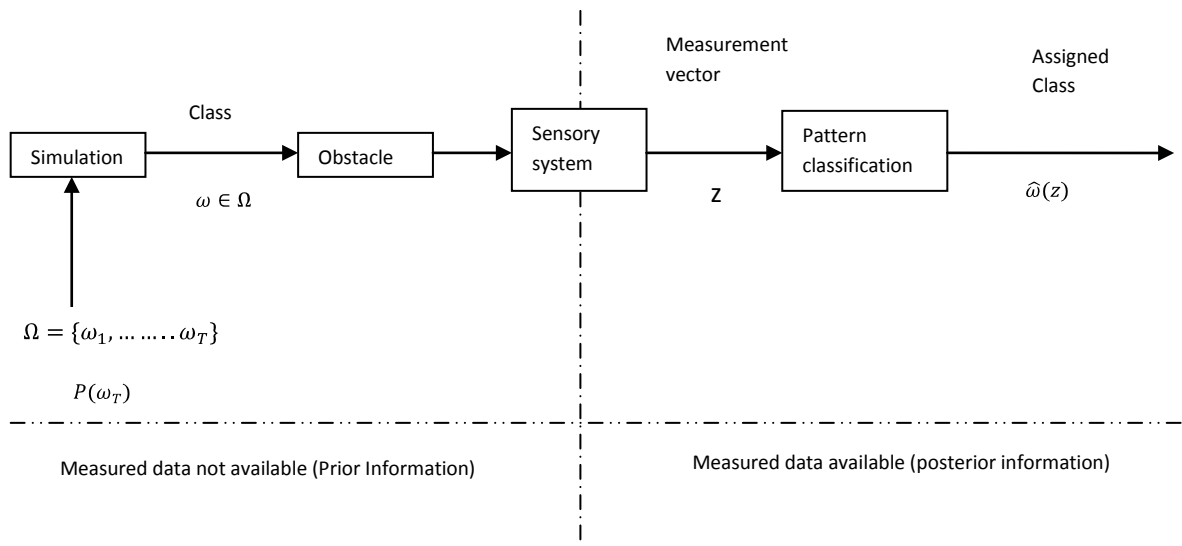 Measurement
vector
Assigned
Class
Class
Simulation
Obstacle
Sensory
system
Pattern
classification
ω ∈ Ω
Z
ω̂(z)
Ω = {ω₁, … … . . ω_T}
P(ω_T)
Measured data not available (Prior Information)
Measured data available (posterior information)